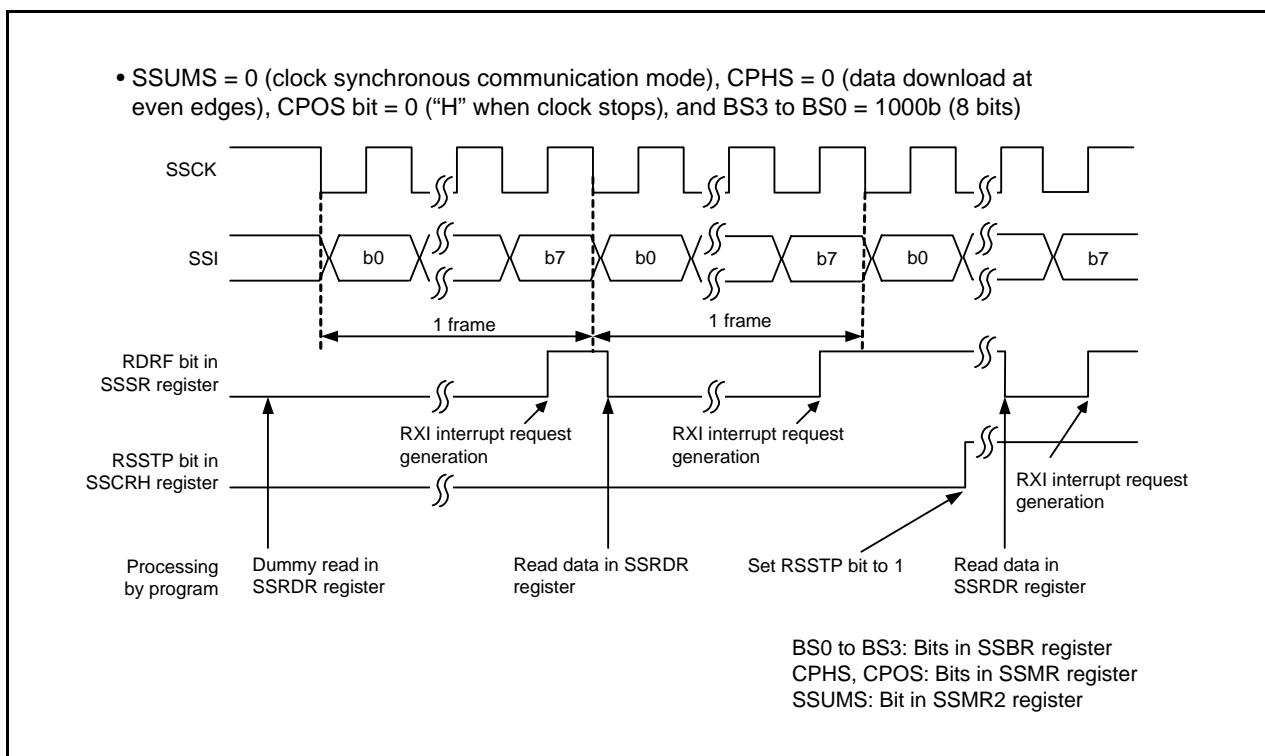 • SSUMS = 0 (clock synchronous communication mode), CPHS = 0 (data download at
even edges), CPOS bit = 0 (“H” when clock stops), and BS3 to BS0 = 1000b (8 bits)
SSCK
SSI
b0
b7
b0
b7
b0
b7
1 frame
1 frame
RDRF bit in
SSSR register
RXI interrupt request
generation
RXI interrupt request
generation
RSSTP bit in
SSCRH register
RXI interrupt request
generation
Processing
by program
Dummy read in
SSRDR register
Read data in SSRDR
register
Set RSSTP bit to 1
Read data in
SSRDR register
BS0 to BS3: Bits in SSBR register
CPHS, CPOS: Bits in SSMR register
SSUMS: Bit in SSMR2 register